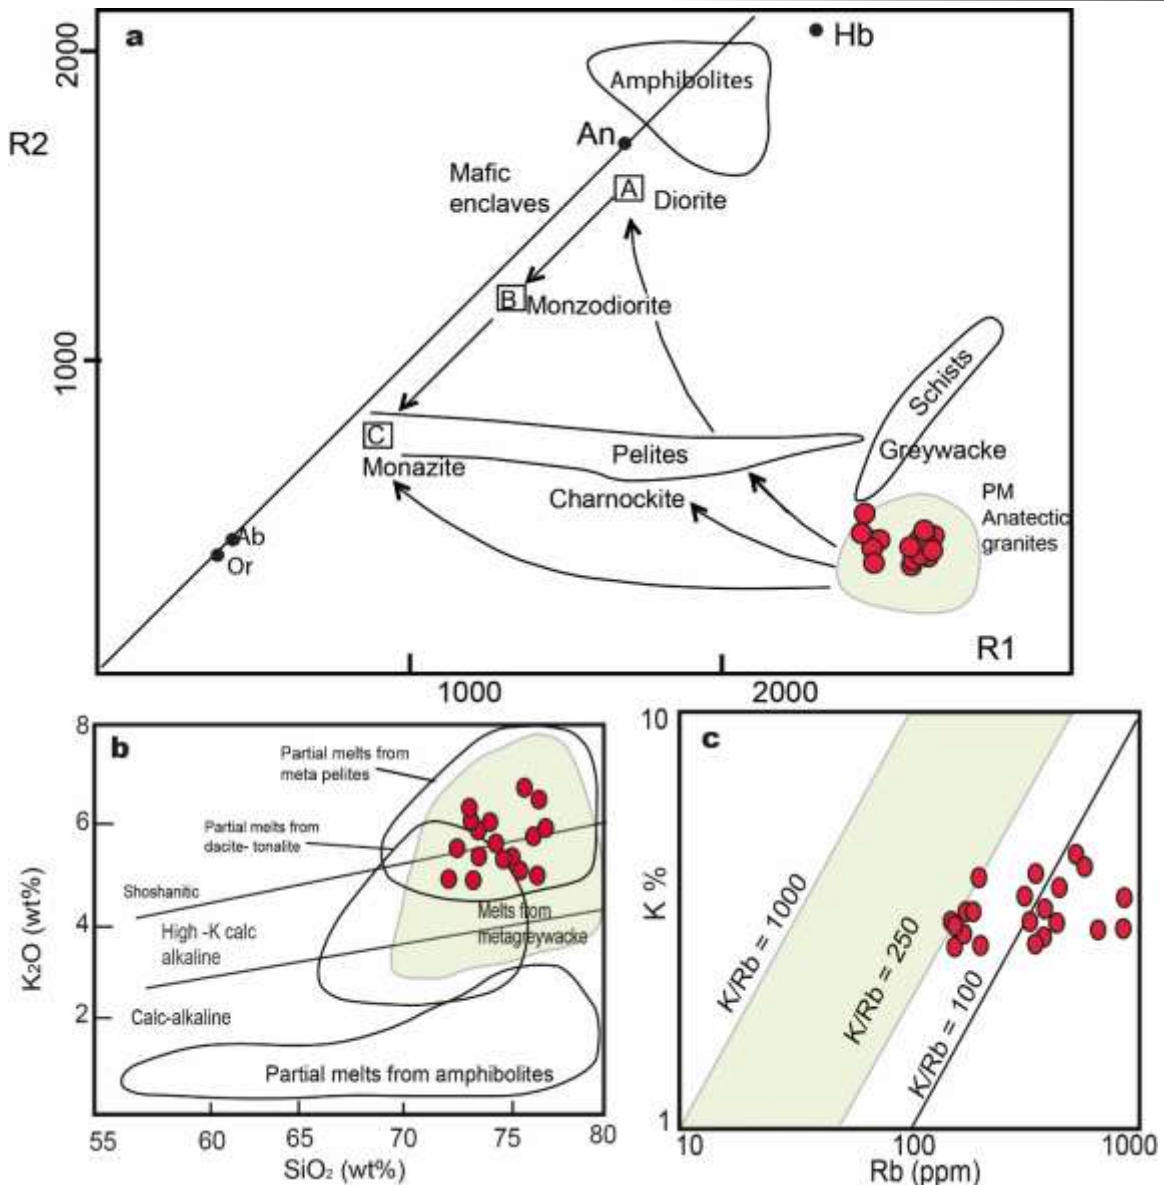 a
Hb
2000
Amphibolites
R2
An
Mafic
enclaves
A
Diorite
B
Monzodiorite
1000
Schists
C
Pelites
Greywacke
Monazite
Charnockite
PM
Anatectic
granites
Ab
Or
R1
1000
2000
b
8
6
4
2
K₂O (wt%)
Partial melts from
meta pelites
Partial melts from
dacite- tonalite
Shoshanitic
High -K calc
alkaline
Melts from
metagreywacke
Calc-alkaline
Partial melts from amphibolites
55
60
65
70
75
80
SiO₂ (wt%)
c
10
K %
1
K/Rb = 1000
K/Rb = 250
K/Rb = 100
10
100
1000
Rb (ppm)